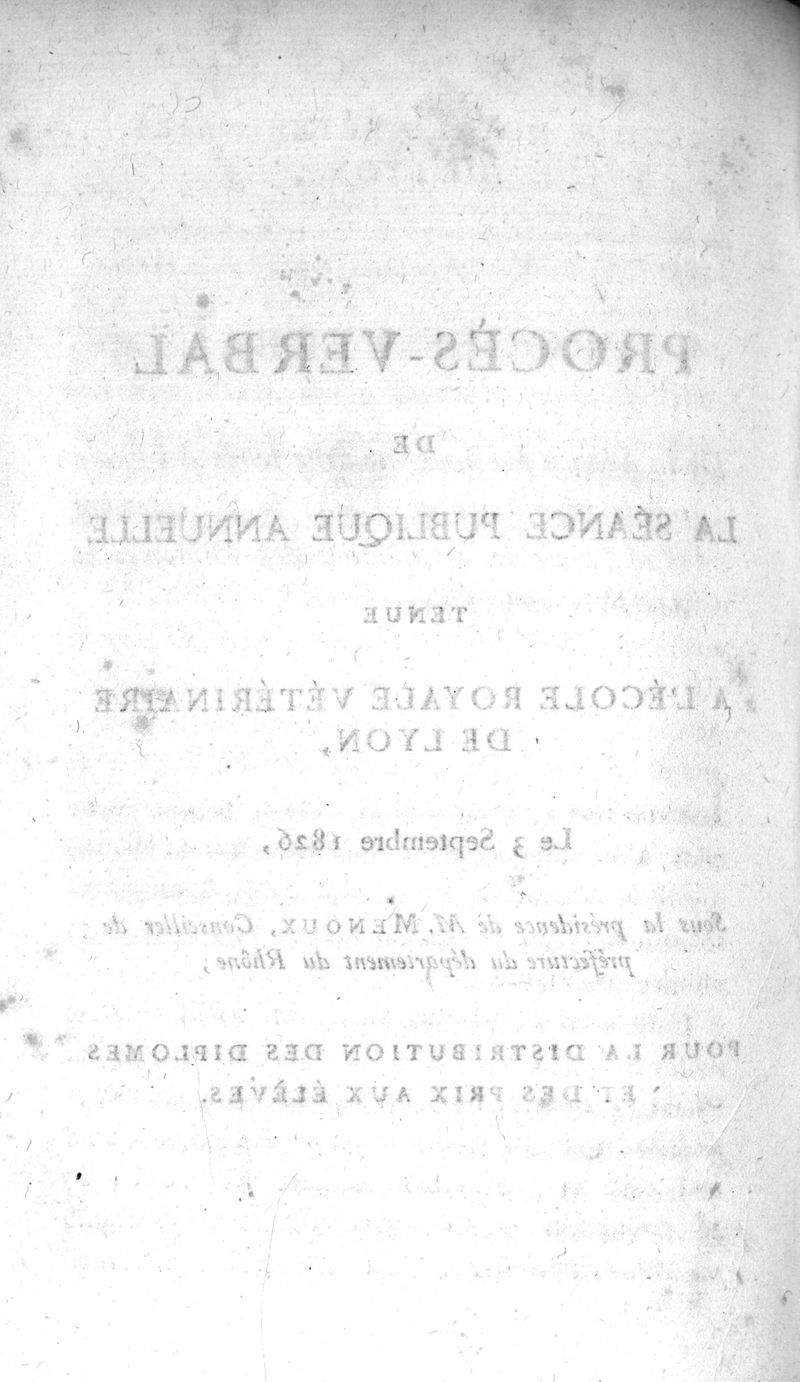 PROCÈS-VERBAL
DE
LA SÉANCE PUBLIQUE ANNUELLE
TENUE
A L'ÉCOLE ROYALE VÉTÉRINAIRE
DE LYON,
Le 3 Septembre 1826,
Sous la présidence de M. MENOUX, Conseiller de
préfecture du département du Rhône;
POUR LA DISTRIBUTION DES DIPLOMES
ET DES PRIX AUX ÉLÈVES.